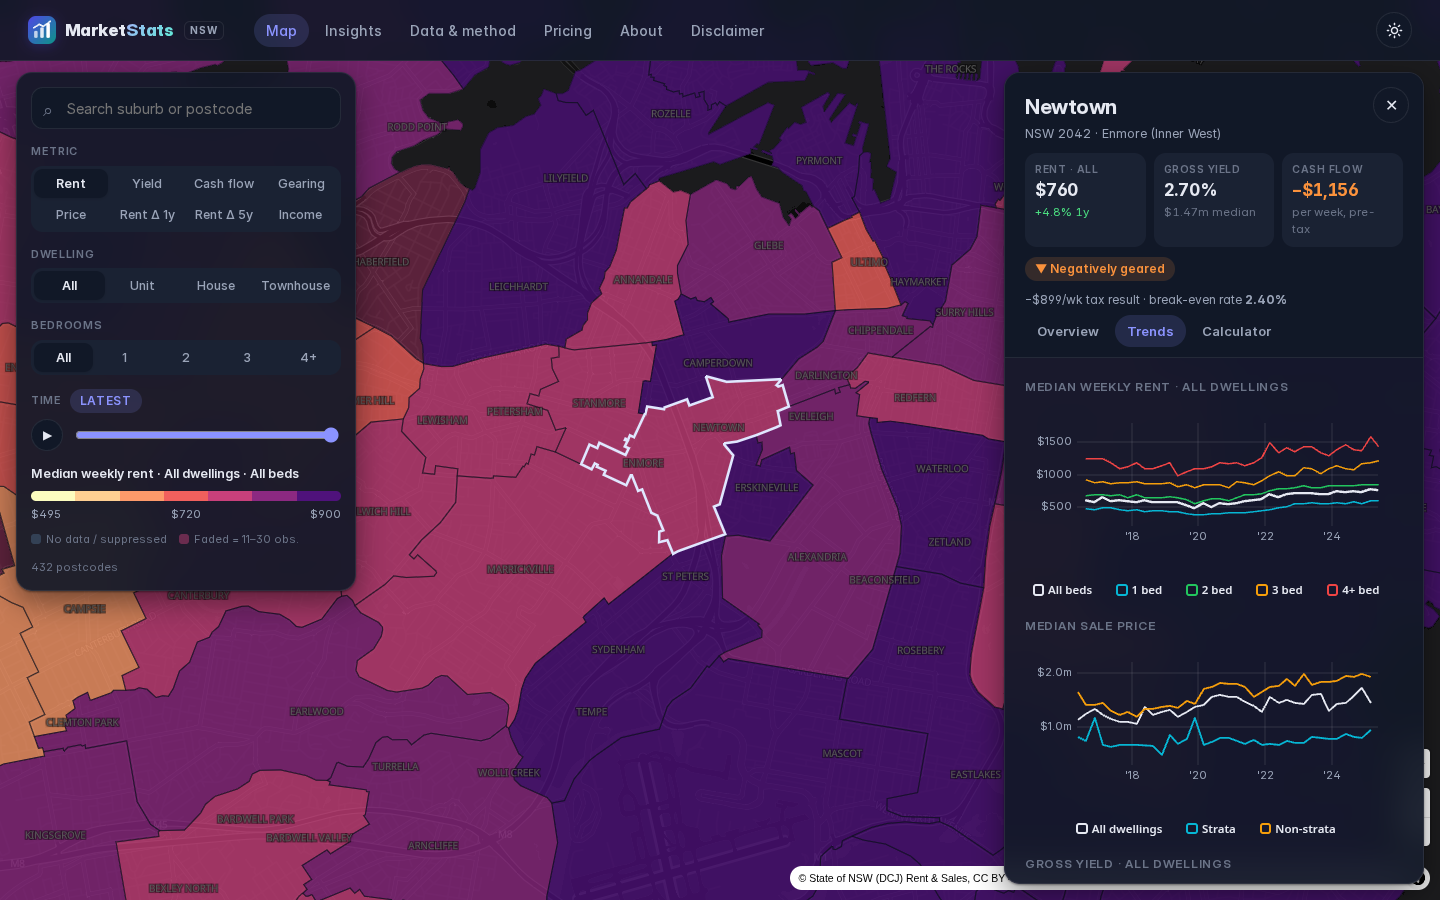 MarketStats NSW
Map Insights Data & method Pricing About Disclaimer
Search suburb or postcode
METRIC
Rent Yield Cash flow Gearing
Price Rent Δ 1y Rent Δ 5y Income
DWELLING
All Unit House Townhouse
BEDROOMS
All 1 2 3 4+
TIME LATEST
Median weekly rent · All dwellings · All beds
$495 $720 $900
No data / suppressed Faded = 11–30 obs.
432 postcodes
THE ROCKS
RODD POINT
ROZELLE
PYRMONT
LILYFIELD
GLEBE
HABERFIELD
ULTIMO
ANNANDALE
HAYMARKET
LEICHHARDT
SURRY HILLS
CHIPPENDALE
CAMPERDOWN
DARLINGTON
REDFERN
STANMORE
PETERSHAM
LEWISHAM
EVELEIGH
NEWTOWN
ENMORE
WATERLOO
ERSKINEVILLE
ZETLAND
ALEXANDRIA
MARRICKVILLE
ST PETERS
BEACONSFIELD
CANTERBURY
CAMPSIE
SYDENHAM
ROSEBERY
EARLWOOD
TEMPE
CLEMTON PARK
MASCOT
TURRELLA
WOLLI CREEK
EASTLAKES
BARDWELL PARK
KINGSGROVE
BARDWELL VALLEY
M8
ARNCLIFFE
BEXLEY NORTH
© State of NSW (DCJ) Rent & Sales, CC BY
Newtown
NSW 2042 · Enmore (Inner West)
RENT · ALL
$760
+4.8% 1y
GROSS YIELD
2.70%
$1.47m median
CASH FLOW
−$1,156
per week, pre-
tax
▼ Negatively geared
−$899/wk tax result · break-even rate 2.40%
Overview Trends Calculator
MEDIAN WEEKLY RENT · ALL DWELLINGS
$1500
$1000
$500
'18 '20 '22 '24
All beds 1 bed 2 bed 3 bed 4+ bed
MEDIAN SALE PRICE
$2.0m
$1.0m
'18 '20 '22 '24
All dwellings Strata Non-strata
GROSS YIELD · ALL DWELLINGS